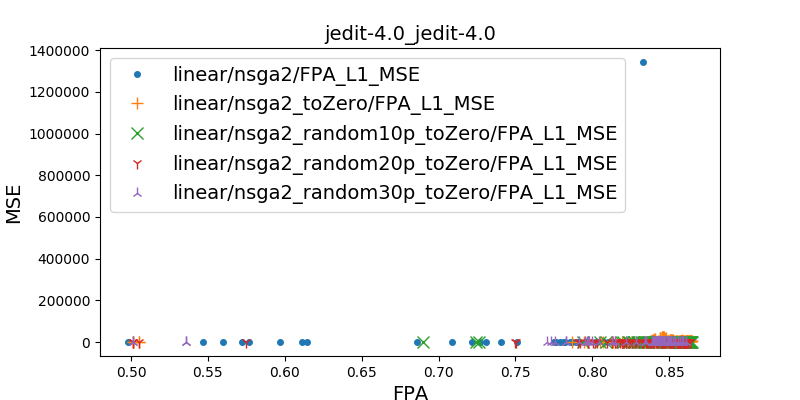 jedit-4.0_jedit-4.0
1400000
1200000
1000000
800000
600000
400000
200000
0
MSE
linear/nsga2/FPA_L1_MSE
linear/nsga2_toZero/FPA_L1_MSE
linear/nsga2_random10p_toZero/FPA_L1_MSE
linear/nsga2_random20p_toZero/FPA_L1_MSE
linear/nsga2_random30p_toZero/FPA_L1_MSE
0.50 0.55 0.60 0.65 0.70 0.75 0.80 0.85
FPA